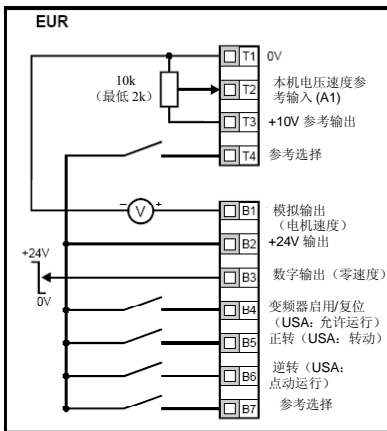 EUR
T1 0V
10k
（最低 2k）
T2 本机电压速度参
考输入 (A1)
T3 +10V 参考输出
T4 参考选择
− V +
B1 模拟输出
（电机速度）
B2 +24V 输出
+24V
B3 数字输出（零速度）
0V
B4 变频器启用/复位
（USA：允许运行）
B5 正转（USA：转动）
B6 逆转（USA：
点动运行）
B7 参考选择